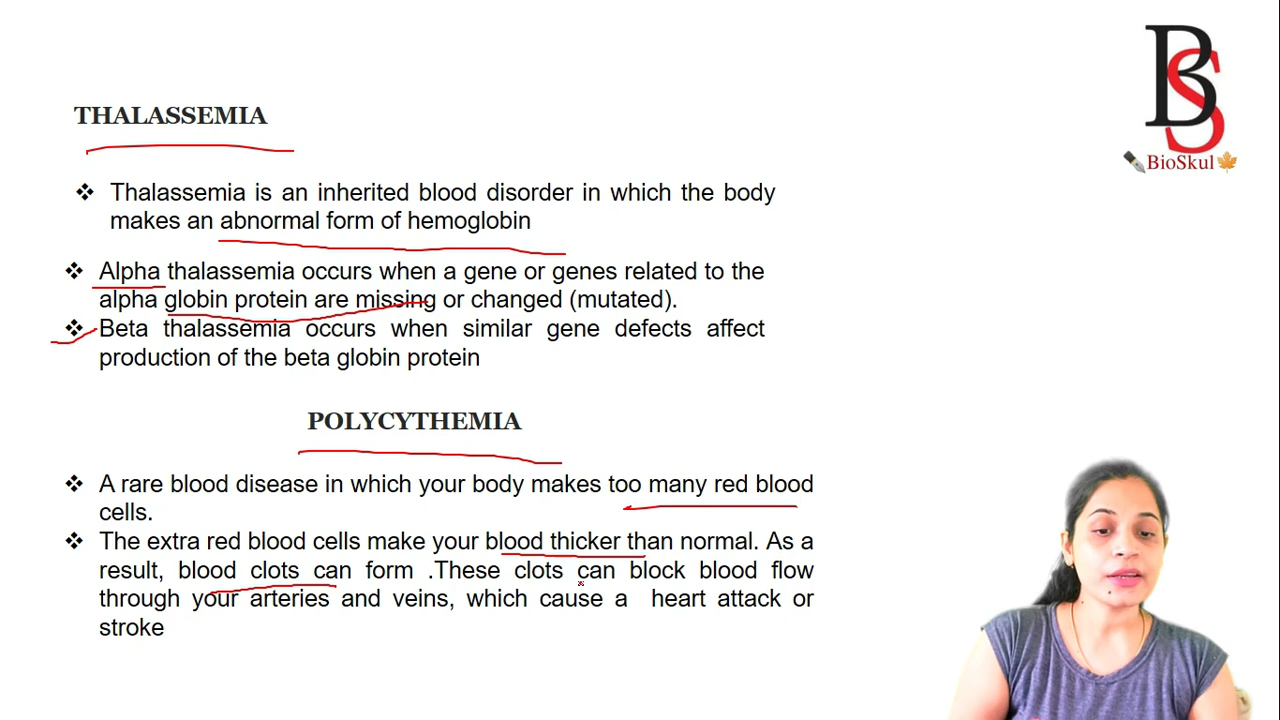 THALASSEMIA
❖ Thalassemia is an inherited blood disorder in which the body
makes an abnormal form of hemoglobin
❖ Alpha thalassemia occurs when a gene or genes related to the
alpha globin protein are missing or changed (mutated).
❖ Beta thalassemia occurs when similar gene defects affect
production of the beta globin protein
POLYCYTHEMIA
❖ A rare blood disease in which your body makes too many red blood
cells.
❖ The extra red blood cells make your blood thicker than normal. As a
result, blood clots can form .These clots can block blood flow
through your arteries and veins, which cause a heart attack or
stroke
BS
BioSkul